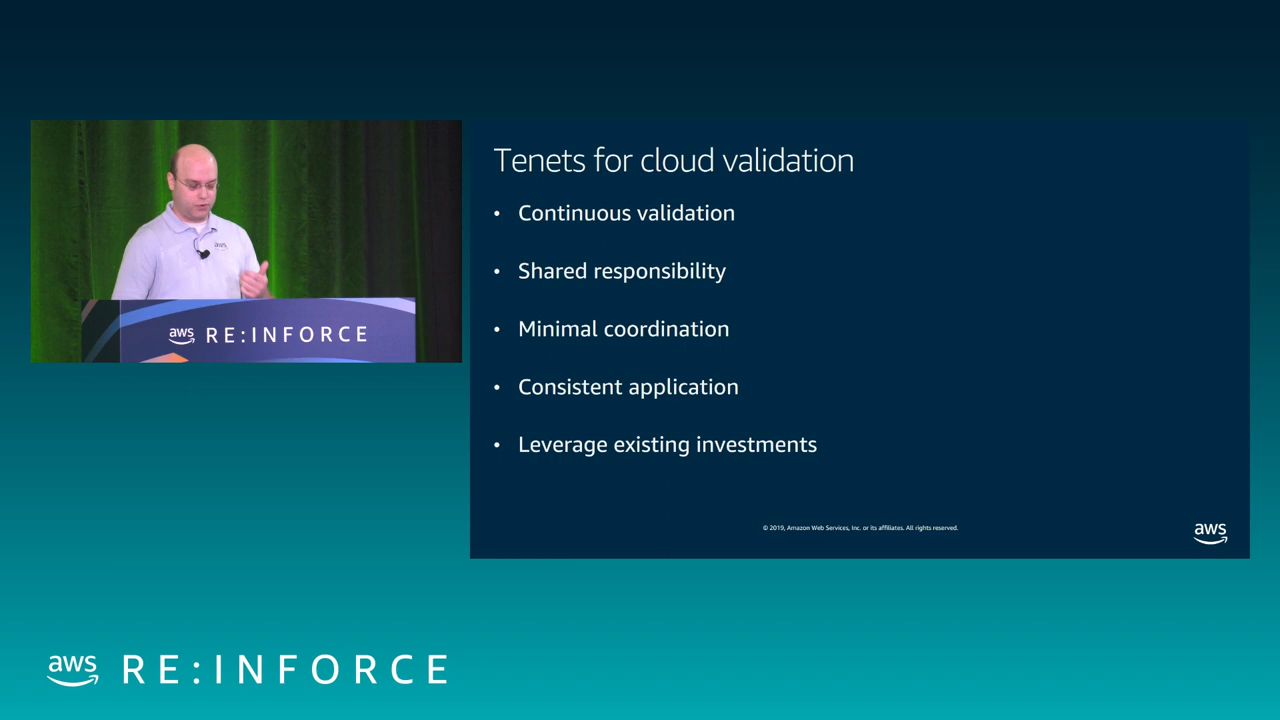 Tenets for cloud validation
• Continuous validation
• Shared responsibility
• Minimal coordination
• Consistent application
• Leverage existing investments
© 2019, Amazon Web Services, Inc. or its affiliates. All rights reserved.
aws
aws
aws RE:INFORCE
aws RE:INFORCE